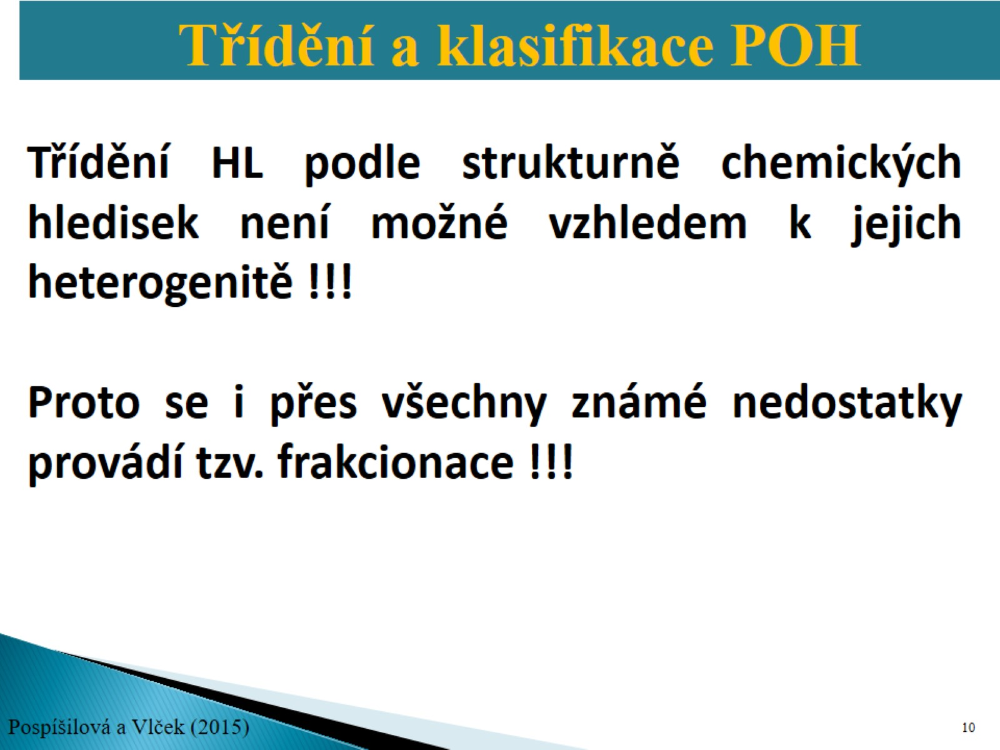 Třídění a klasifikace POH
Třídění HL podle strukturně chemických
hledisek není možné vzhledem k jejich
heterogenitě !!!
Proto se i přes všechny známé nedostatky
provádí tzv. frakcionace !!!
Pospíšilová a Vlček (2015)
10